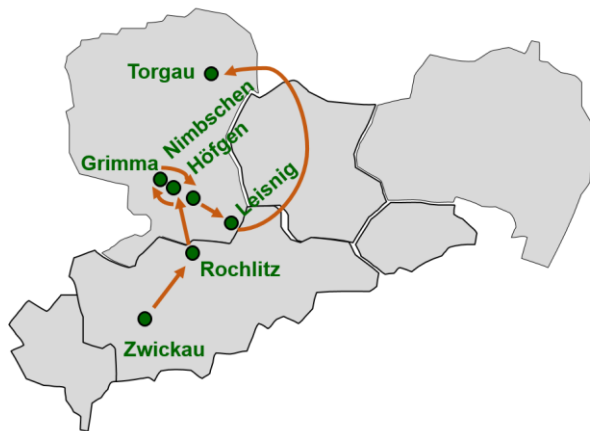 Torgau
Nimbschen
Höfgen
Grimma
Leisnig
Rochlitz
Zwickau